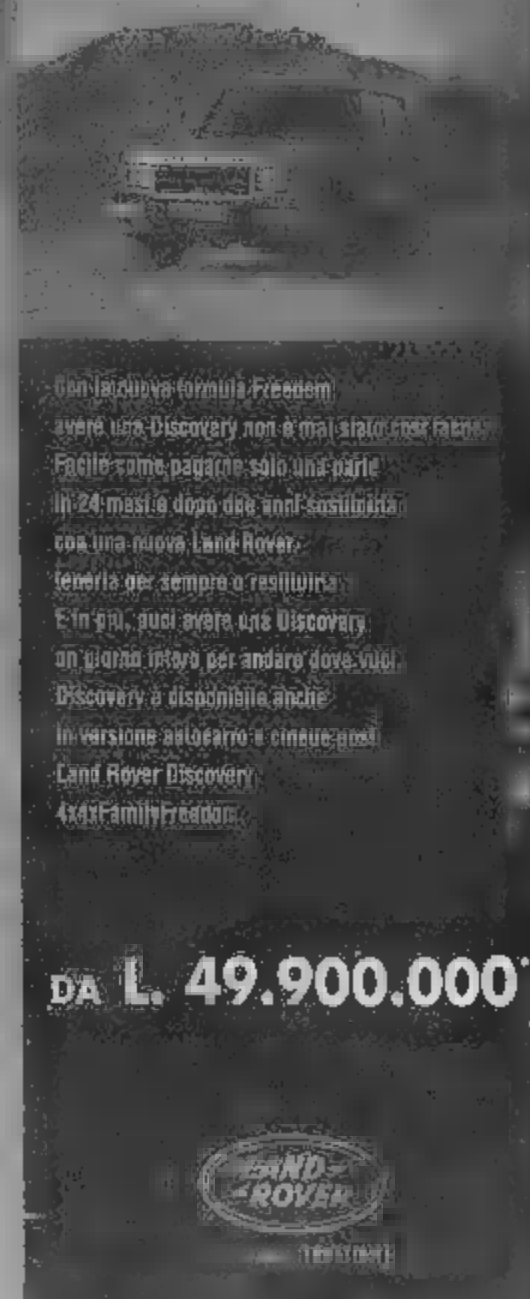 Con la nuova formula Freedom
avere una Discovery non è mai stato così facile.
Facile come pagarne solo una parte
in 24 mesi e dopo due anni sostituirla
con una nuova Land Rover,
tenerla per sempre o restituirla.
E in più, puoi avere una Discovery
un giorno intero per andare dove vuoi.
Discovery è disponibile anche
in versione autocarro a cinque posti.
Land Rover Discovery
4x4xFamilyFreedom.
DA L. 49.900.000*
LAND
ROVER